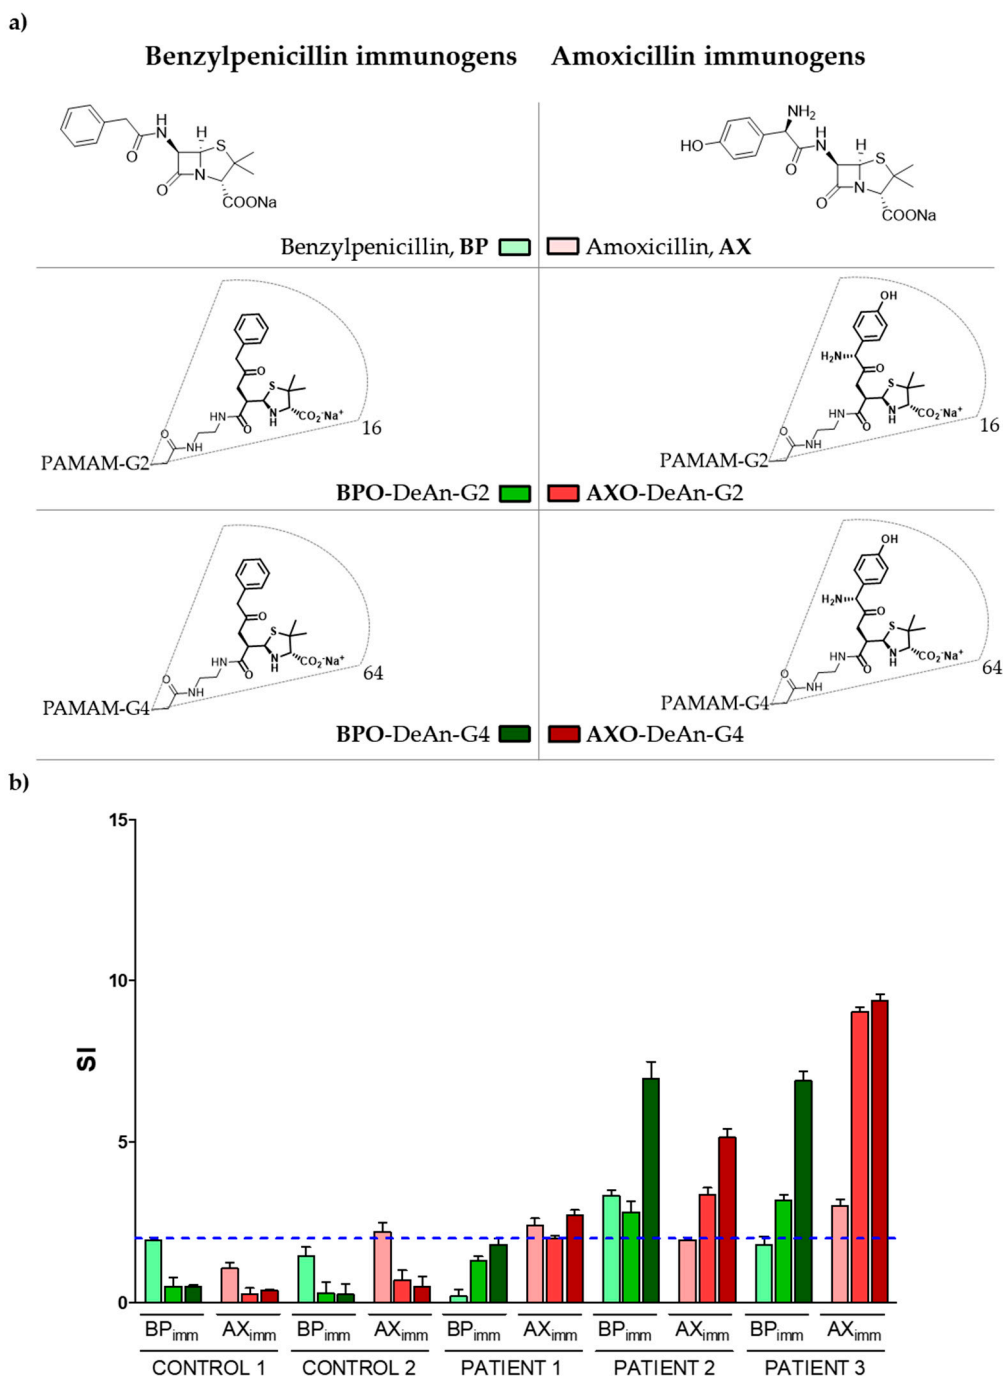 a)
Benzylpenicillin immunogens Amoxicillin immunogens
H N H S O O N COONa
NH2 HO H N H S O O N COONa
Benzylpenicillin, BP Amoxicillin, AX
O S HN O N H CO2-Na+ O NH 16
PAMAM-G2
OH H2N O S HN O N H CO2-Na+ O NH 16
PAMAM-G2
BPO-DeAn-G2 AXO-DeAn-G2
O S HN O N H CO2-Na+ O NH 64
PAMAM-G4
OH H2N O S HN O N H CO2-Na+ O NH 64
PAMAM-G4
BPO-DeAn-G4 AXO-DeAn-G4
b)
15
10
5
0
SI
BPimm AXimm BPimm AXimm BPimm AXimm BPimm AXimm BPimm AXimm
CONTROL 1 CONTROL 2 PATIENT 1 PATIENT 2 PATIENT 3